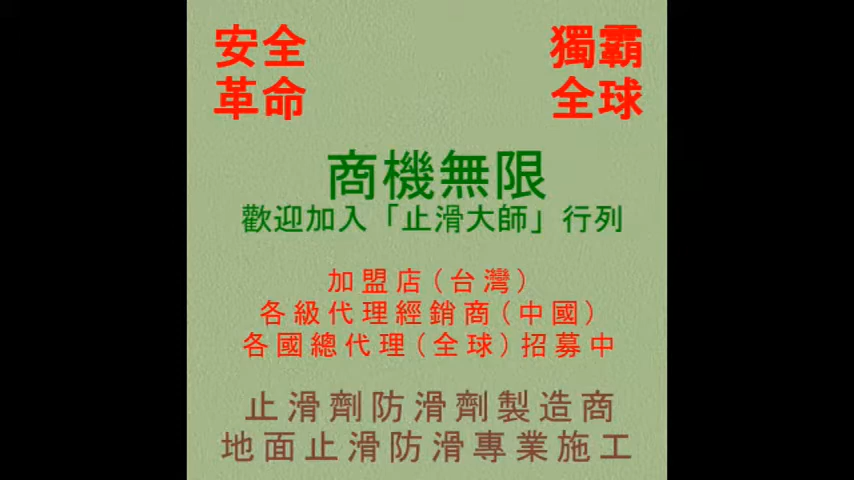 安全 獨霸
革命 全球
商機無限
歡迎加入「止滑大師」行列
加盟店(台灣)
各級代理經銷商(中國)
各國總代理(全球)招募中
止滑劑防滑劑製造商
地面止滑防滑專業施工